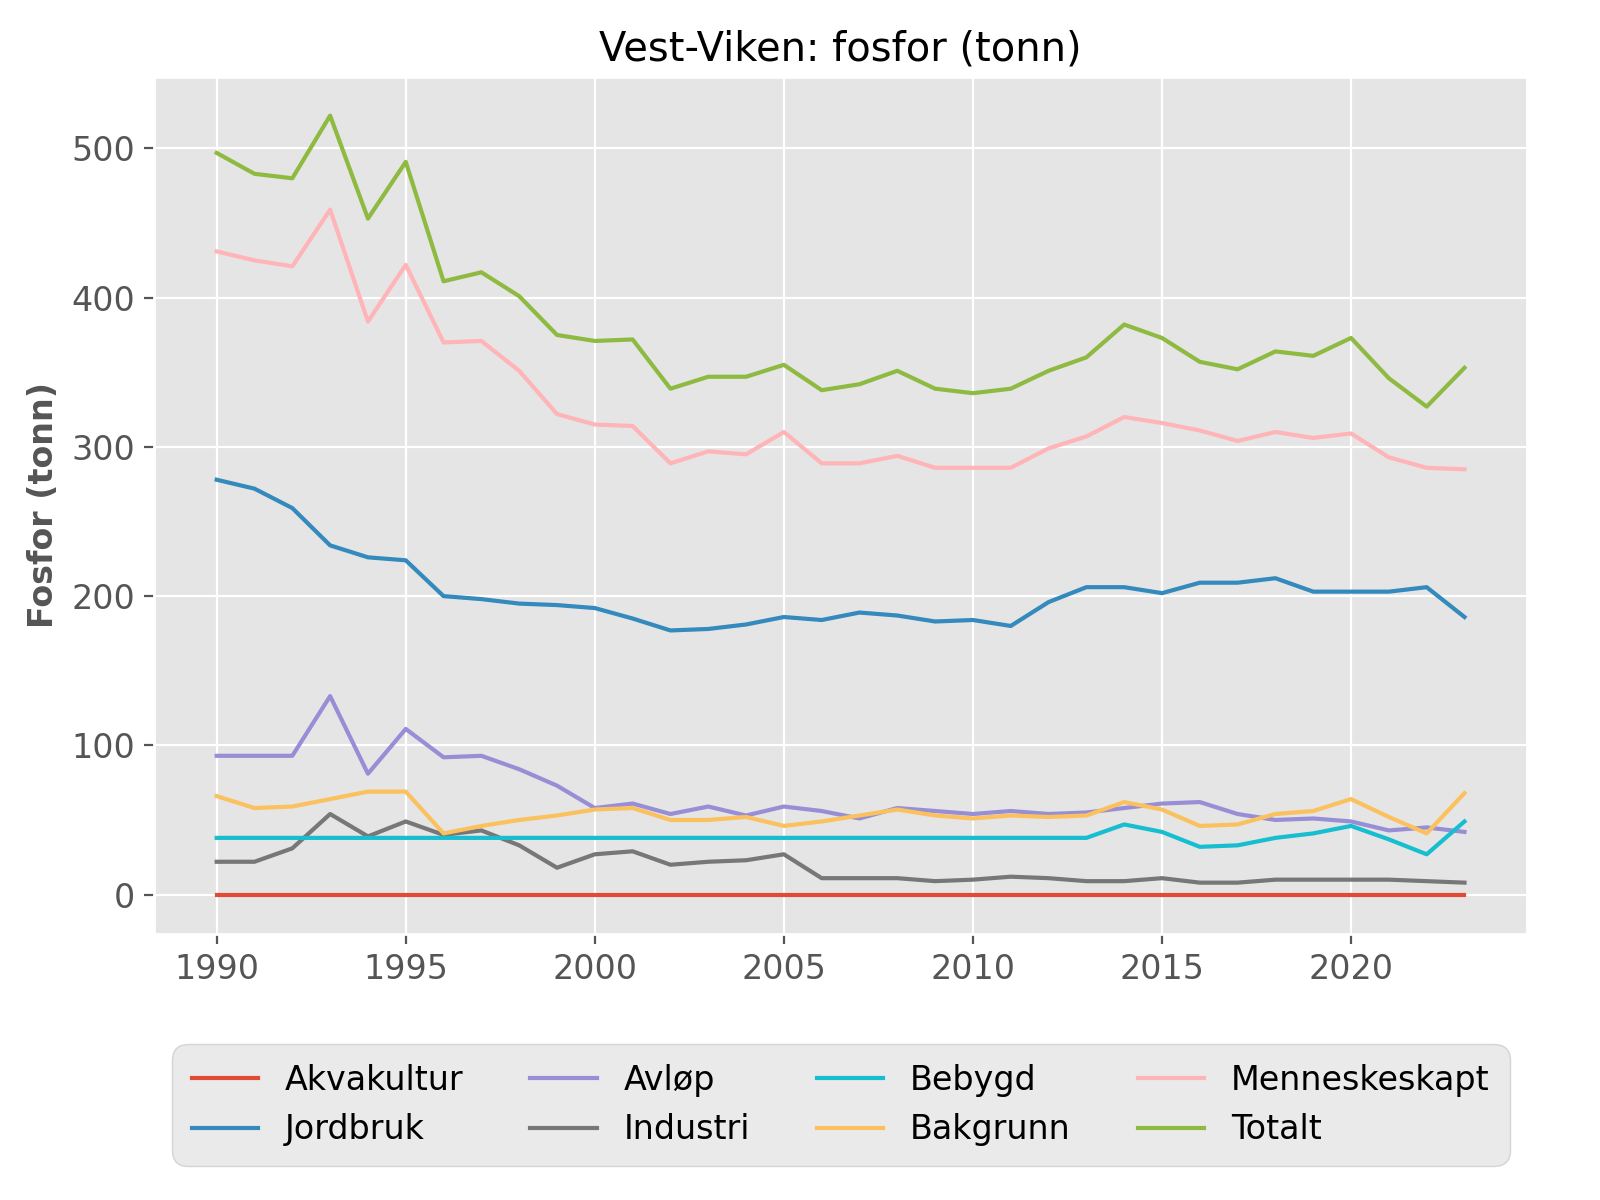 Vest-Viken: fosfor (tonn)
Fosfor (tonn)
500
400
300
200
100
0
1990 1995 2000 2005 2010 2015 2020
Akvakultur Avløp Bebygd Menneskeskapt
Jordbruk Industri Bakgrunn Totalt